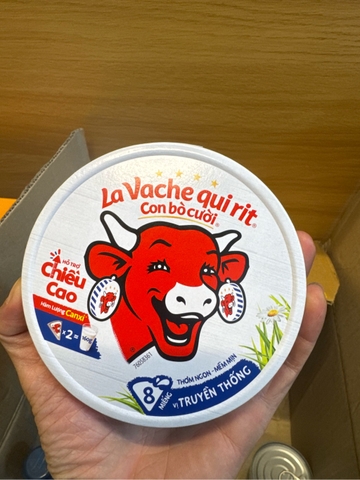 La Vache qui rit®
Con bò cười®
HỖ TRỢ
Chiều
cao
Hàm Lượng Canxi
x2=
76058361
THƠM NGON - MỀM MỊN
8 MIẾNG
VỊ TRUYỀN THỐNG